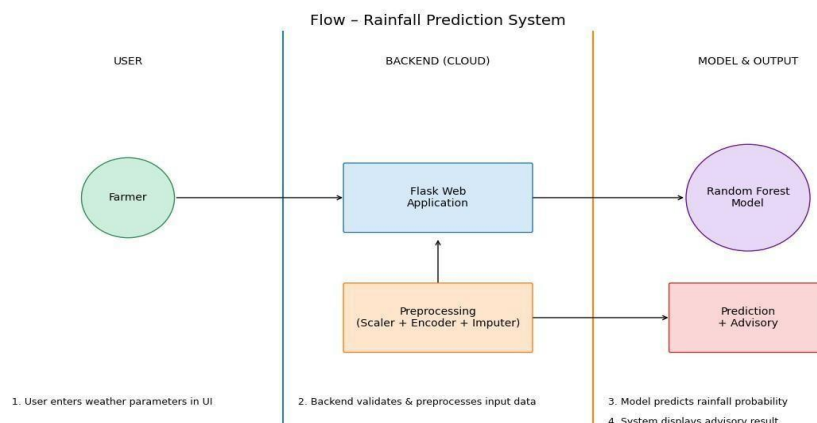 Flow – Rainfall Prediction System
USER
BACKEND (CLOUD)
MODEL & OUTPUT
Farmer
Flask Web
Application
Random Forest
Model
Preprocessing
(Scaler + Encoder + Imputer)
Prediction
+ Advisory
1. User enters weather parameters in UI
2. Backend validates & preprocesses input data
3. Model predicts rainfall probability
4. System displays advisory result